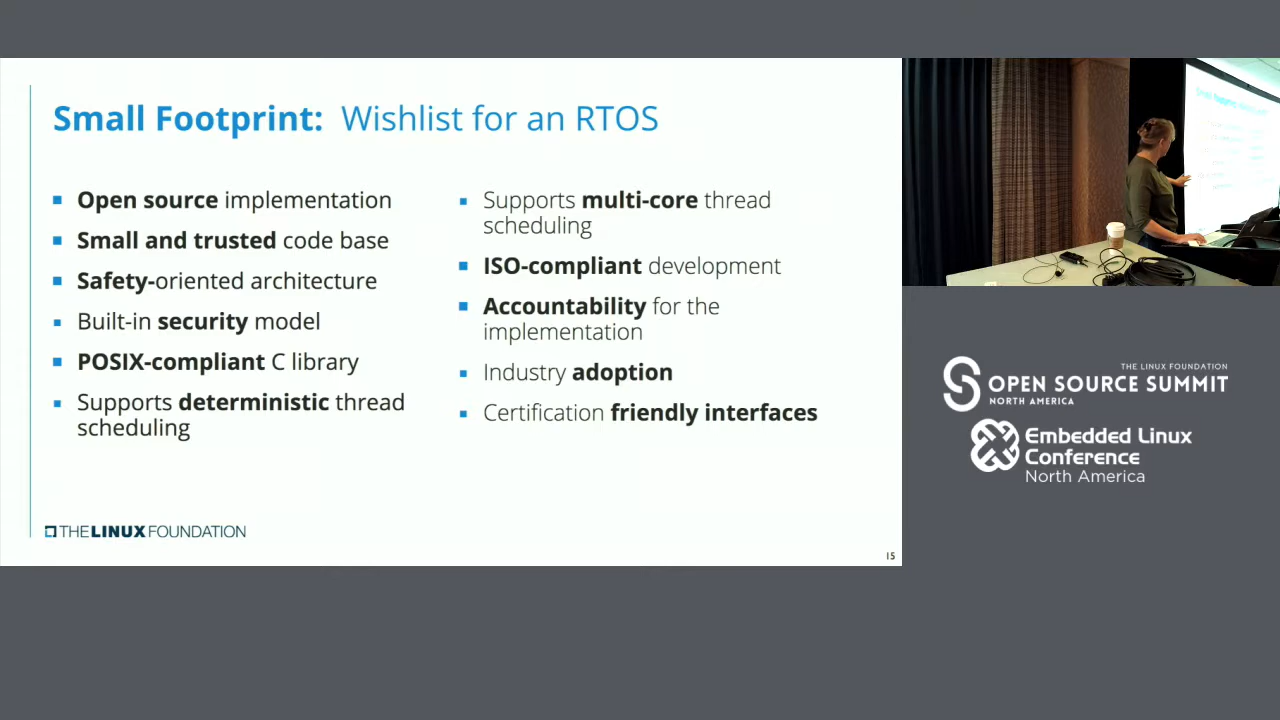 Small Footprint: Wishlist for an RTOS
Open source implementation
Small and trusted code base
Safety-oriented architecture
Built-in security model
POSIX-compliant C library
Supports deterministic thread
scheduling
Supports multi-core thread
scheduling
ISO-compliant development
Accountability for the
implementation
Industry adoption
Certification friendly interfaces
THE LINUX FOUNDATION
15
THE LINUX FOUNDATION
OPEN SOURCE SUMMIT
NORTH AMERICA
Embedded Linux
Conference
North America